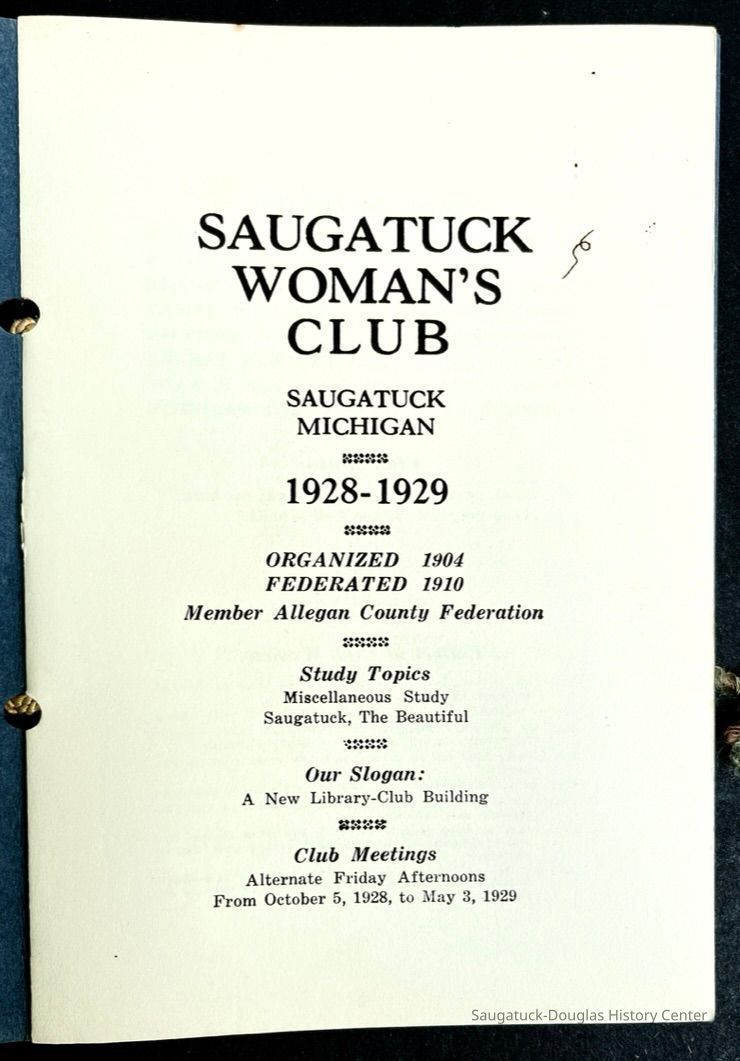 SAUGATUCK
WOMAN'S
CLUB
SAUGATUCK
MICHIGAN
1928-1929
ORGANIZED 1904
FEDERATED 1910
Member Allegan County Federation
Study Topics
Miscellaneous Study
Saugatuck, The Beautiful
Our Slogan:
A New Library-Club Building
Club Meetings
Alternate Friday Afternoons
From October 5, 1928, to May 3, 1929
Saugatuck-Douglas History Center